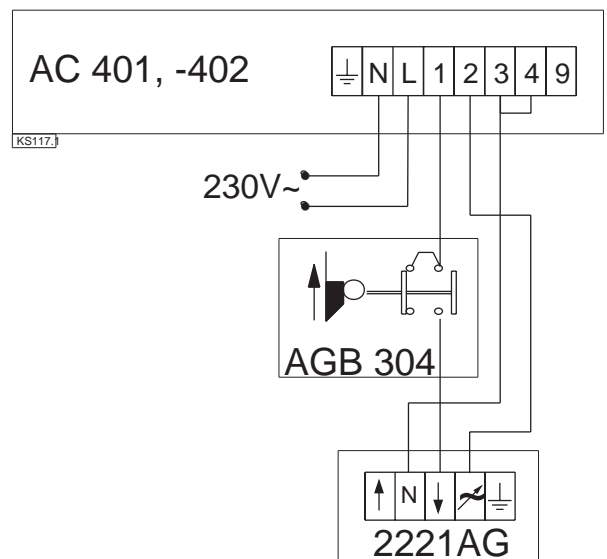 AC 401, -402
N L 1 2 3 4 9
KS117.1
230V~
AGB 304
N
2221AG